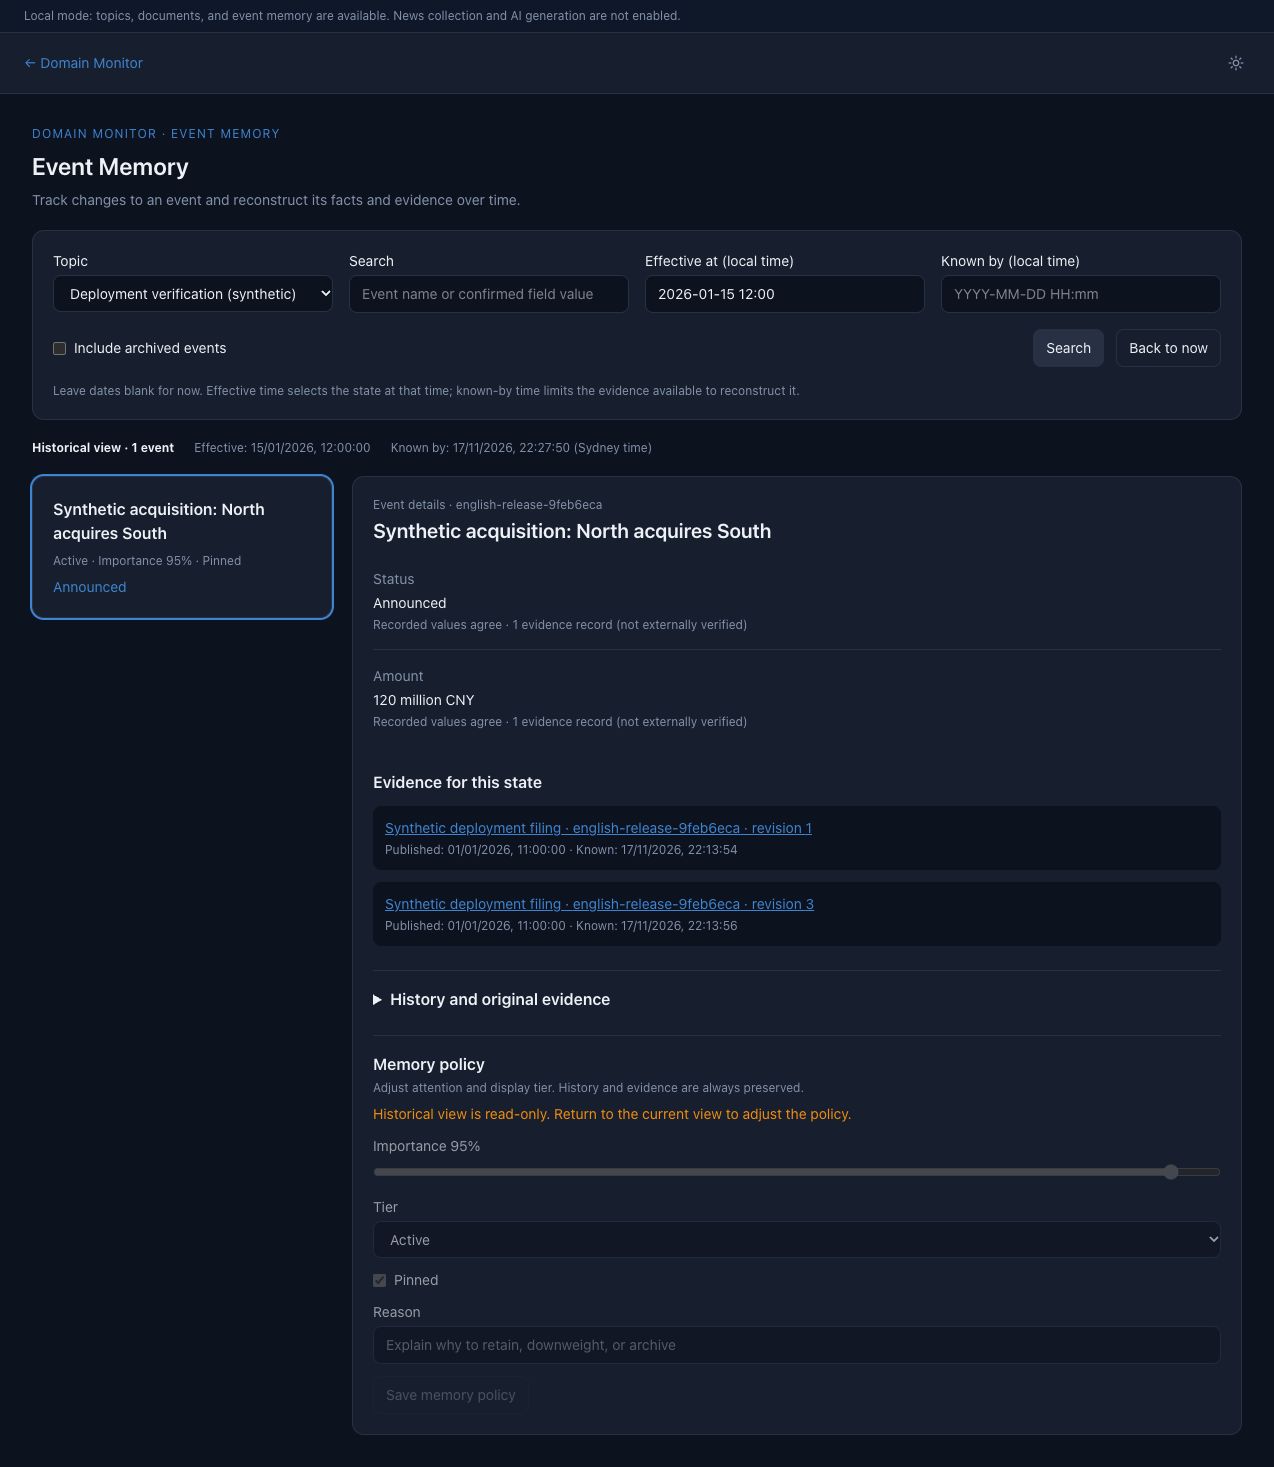 Local mode: topics, documents, and event memory are available. News collection and AI generation are not enabled.
← Domain Monitor
DOMAIN MONITOR · EVENT MEMORY
Event Memory
Track changes to an event and reconstruct its facts and evidence over time.
Topic
Deployment verification (synthetic)
Search
Event name or confirmed field value
Effective at (local time)
2026-01-15 12:00
Known by (local time)
YYYY-MM-DD HH:mm
Include archived events
Search
Back to now
Leave dates blank for now. Effective time selects the state at that time; known-by time limits the evidence available to reconstruct it.
Historical view · 1 event Effective: 15/01/2026, 12:00:00 Known by: 17/11/2026, 22:27:50 (Sydney time)
Synthetic acquisition: North
acquires South
Active · Importance 95% · Pinned
Announced
Event details · english-release-9feb6eca
Synthetic acquisition: North acquires South
Status
Announced
Recorded values agree · 1 evidence record (not externally verified)
Amount
120 million CNY
Recorded values agree · 1 evidence record (not externally verified)
Evidence for this state
Synthetic deployment filing · english-release-9feb6eca · revision 1
Published: 01/01/2026, 11:00:00 · Known: 17/11/2026, 22:13:54
Synthetic deployment filing · english-release-9feb6eca · revision 3
Published: 01/01/2026, 11:00:00 · Known: 17/11/2026, 22:13:56
History and original evidence
Memory policy
Adjust attention and display tier. History and evidence are always preserved.
Historical view is read-only. Return to the current view to adjust the policy.
Importance 95%
Tier
Active
Pinned
Reason
Explain why to retain, downweight, or archive
Save memory policy